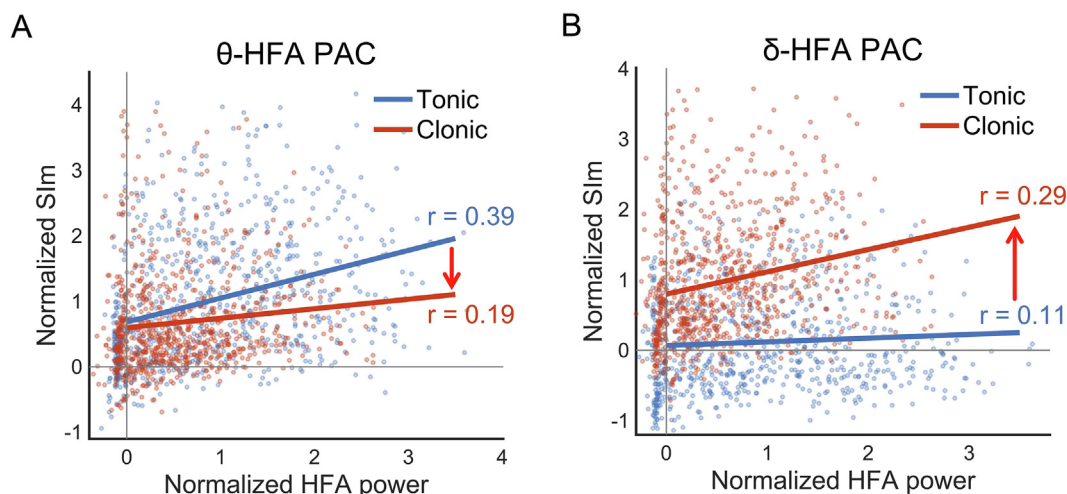 A
θ-HFA PAC
Tonic
Clonic
4
3
2
1
0
-1
Normalized SIm
r = 0.39
r = 0.19
0
1
2
3
4
Normalized HFA power
B
δ-HFA PAC
Tonic
Clonic
4
3
2
1
0
-1
Normalized SIm
r = 0.29
r = 0.11
0
1
2
3
Normalized HFA power